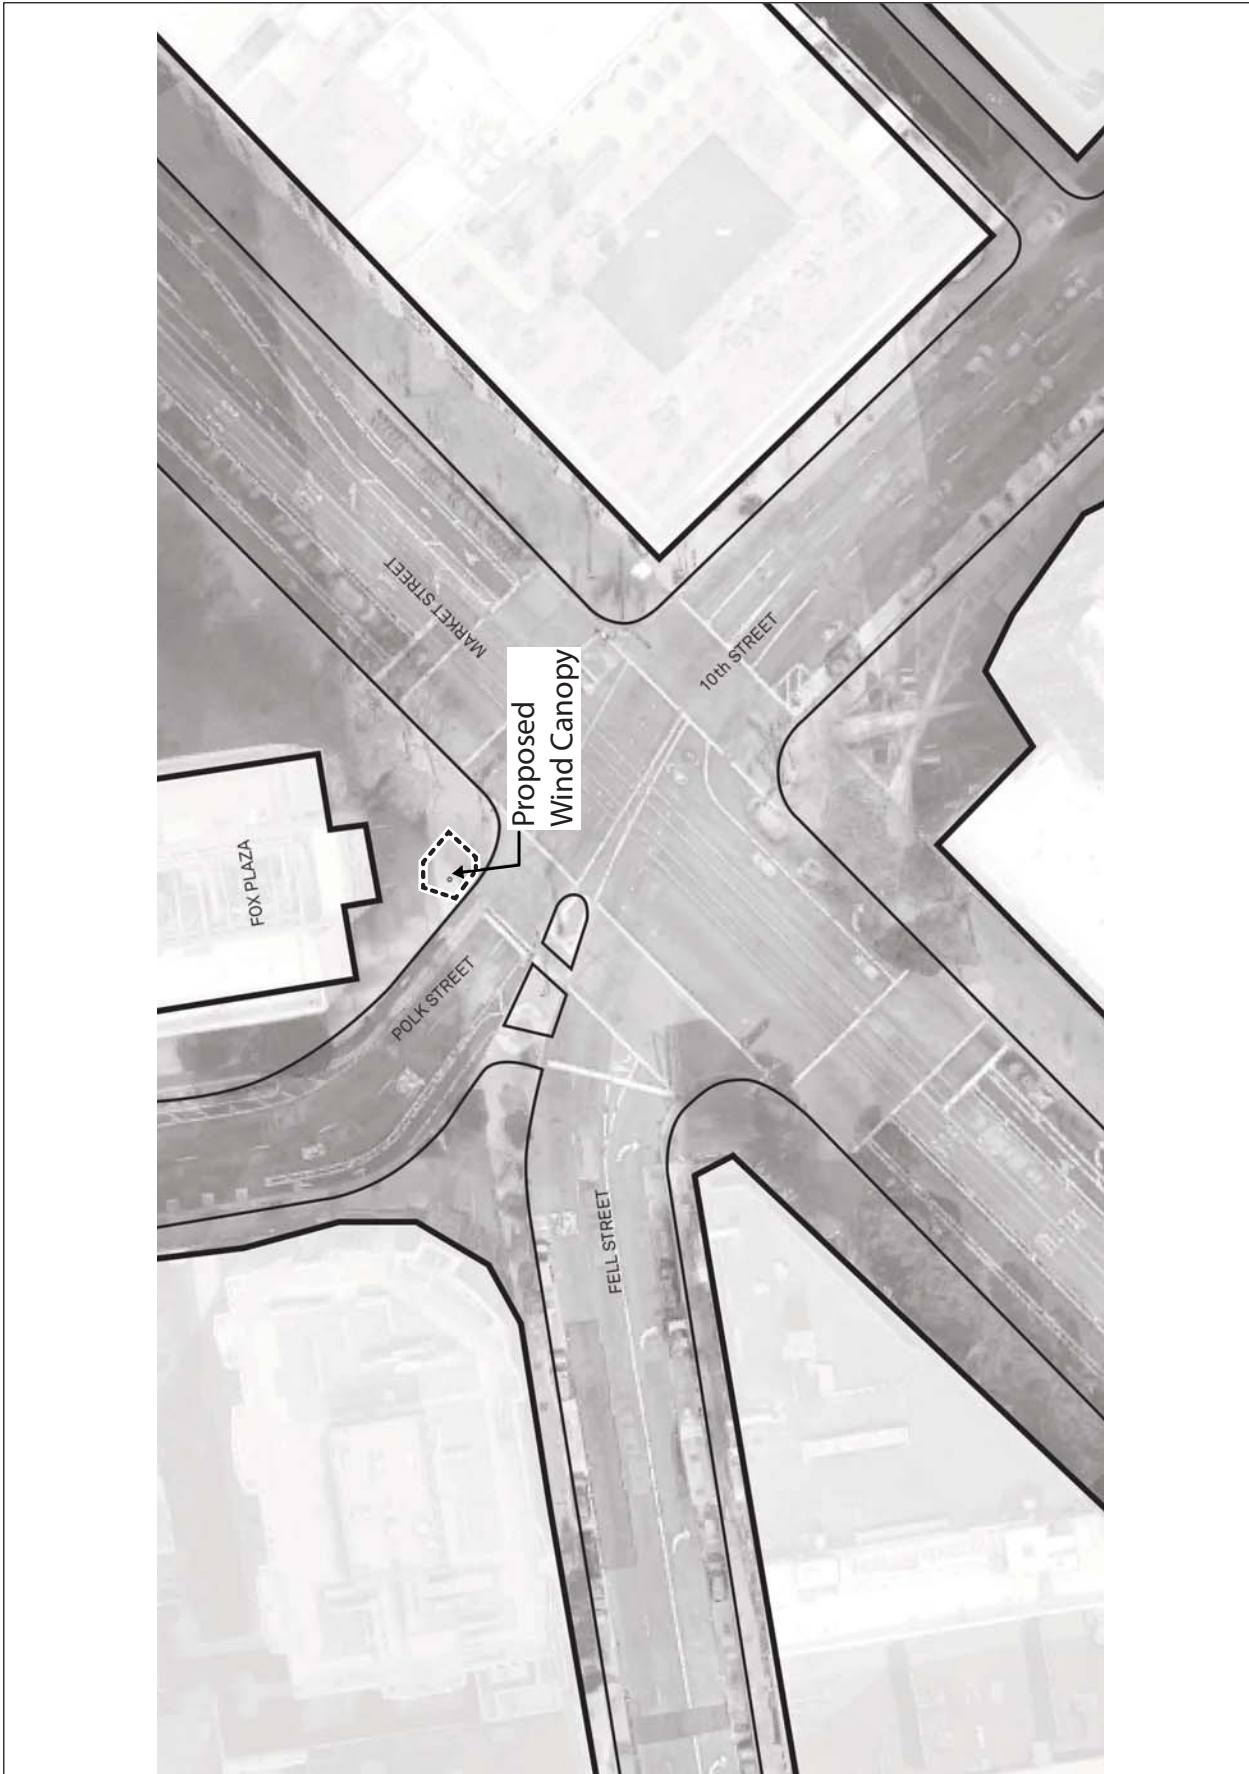 MARKET STREET
Proposed
Wind Canopy
10th STREET
FOX PLAZA
POLK STREET
FELL STREET